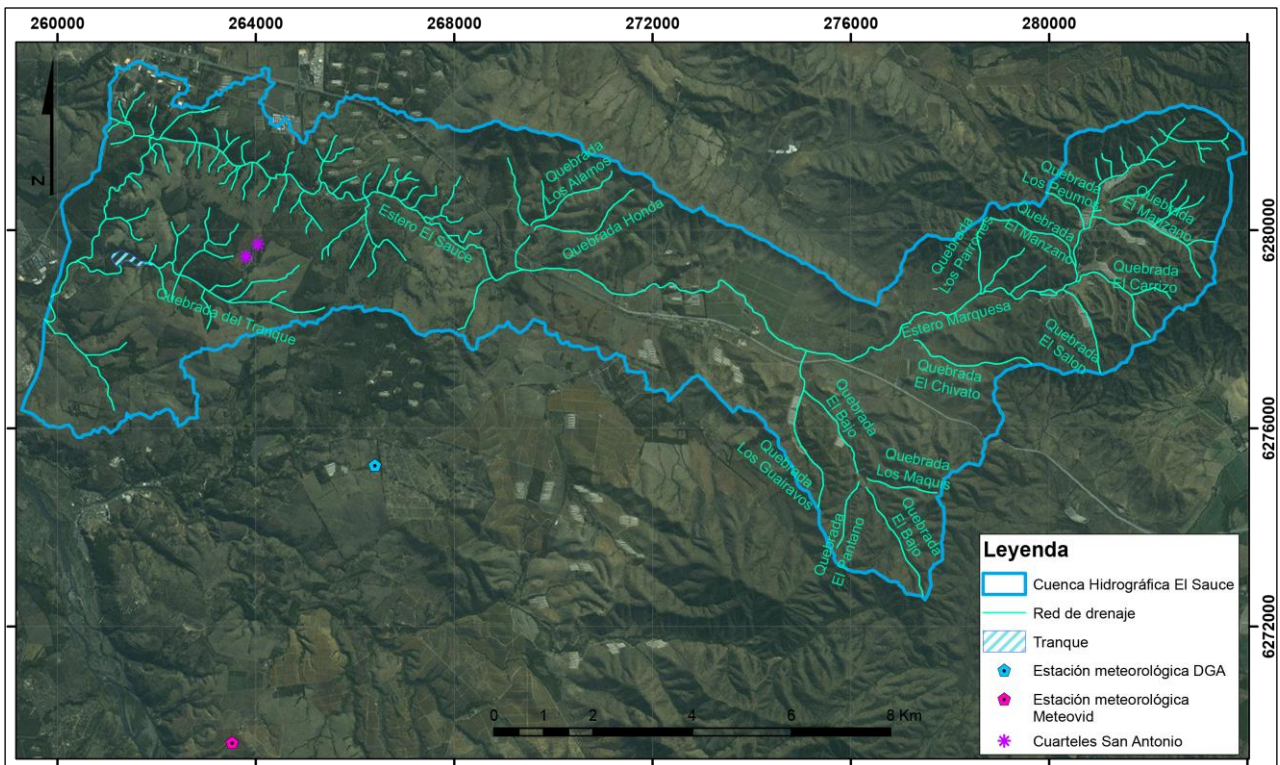 260000
264000
268000
272000
276000
280000
N
Quebrada
Los Alamos
Quebrada Honda
Estero El Sauce
Quebrada del Tranque
Quebrada
Los Peumos
Quebrada
El Manzano
Quebrada
El Manzano
Quebrada
Los Parrones
Quebrada
El Carrizo
Estero Marquesa
Quebrada
El Salon
Quebrada
El Chivato
Quebrada
El Bajo
Quebrada
Los Guairavos
Quebrada
Los Maquis
Quebrada
El Pantano
Quebrada
El Bajo
6280000
6276000
6272000
0 1 2 4 6 8 Km
Leyenda
Cuenca Hidrográfica El Sauce
Red de drenaje
Tranque
Estación meteorológica DGA
Estación meteorológica
Meteovid
Cuarteles San Antonio